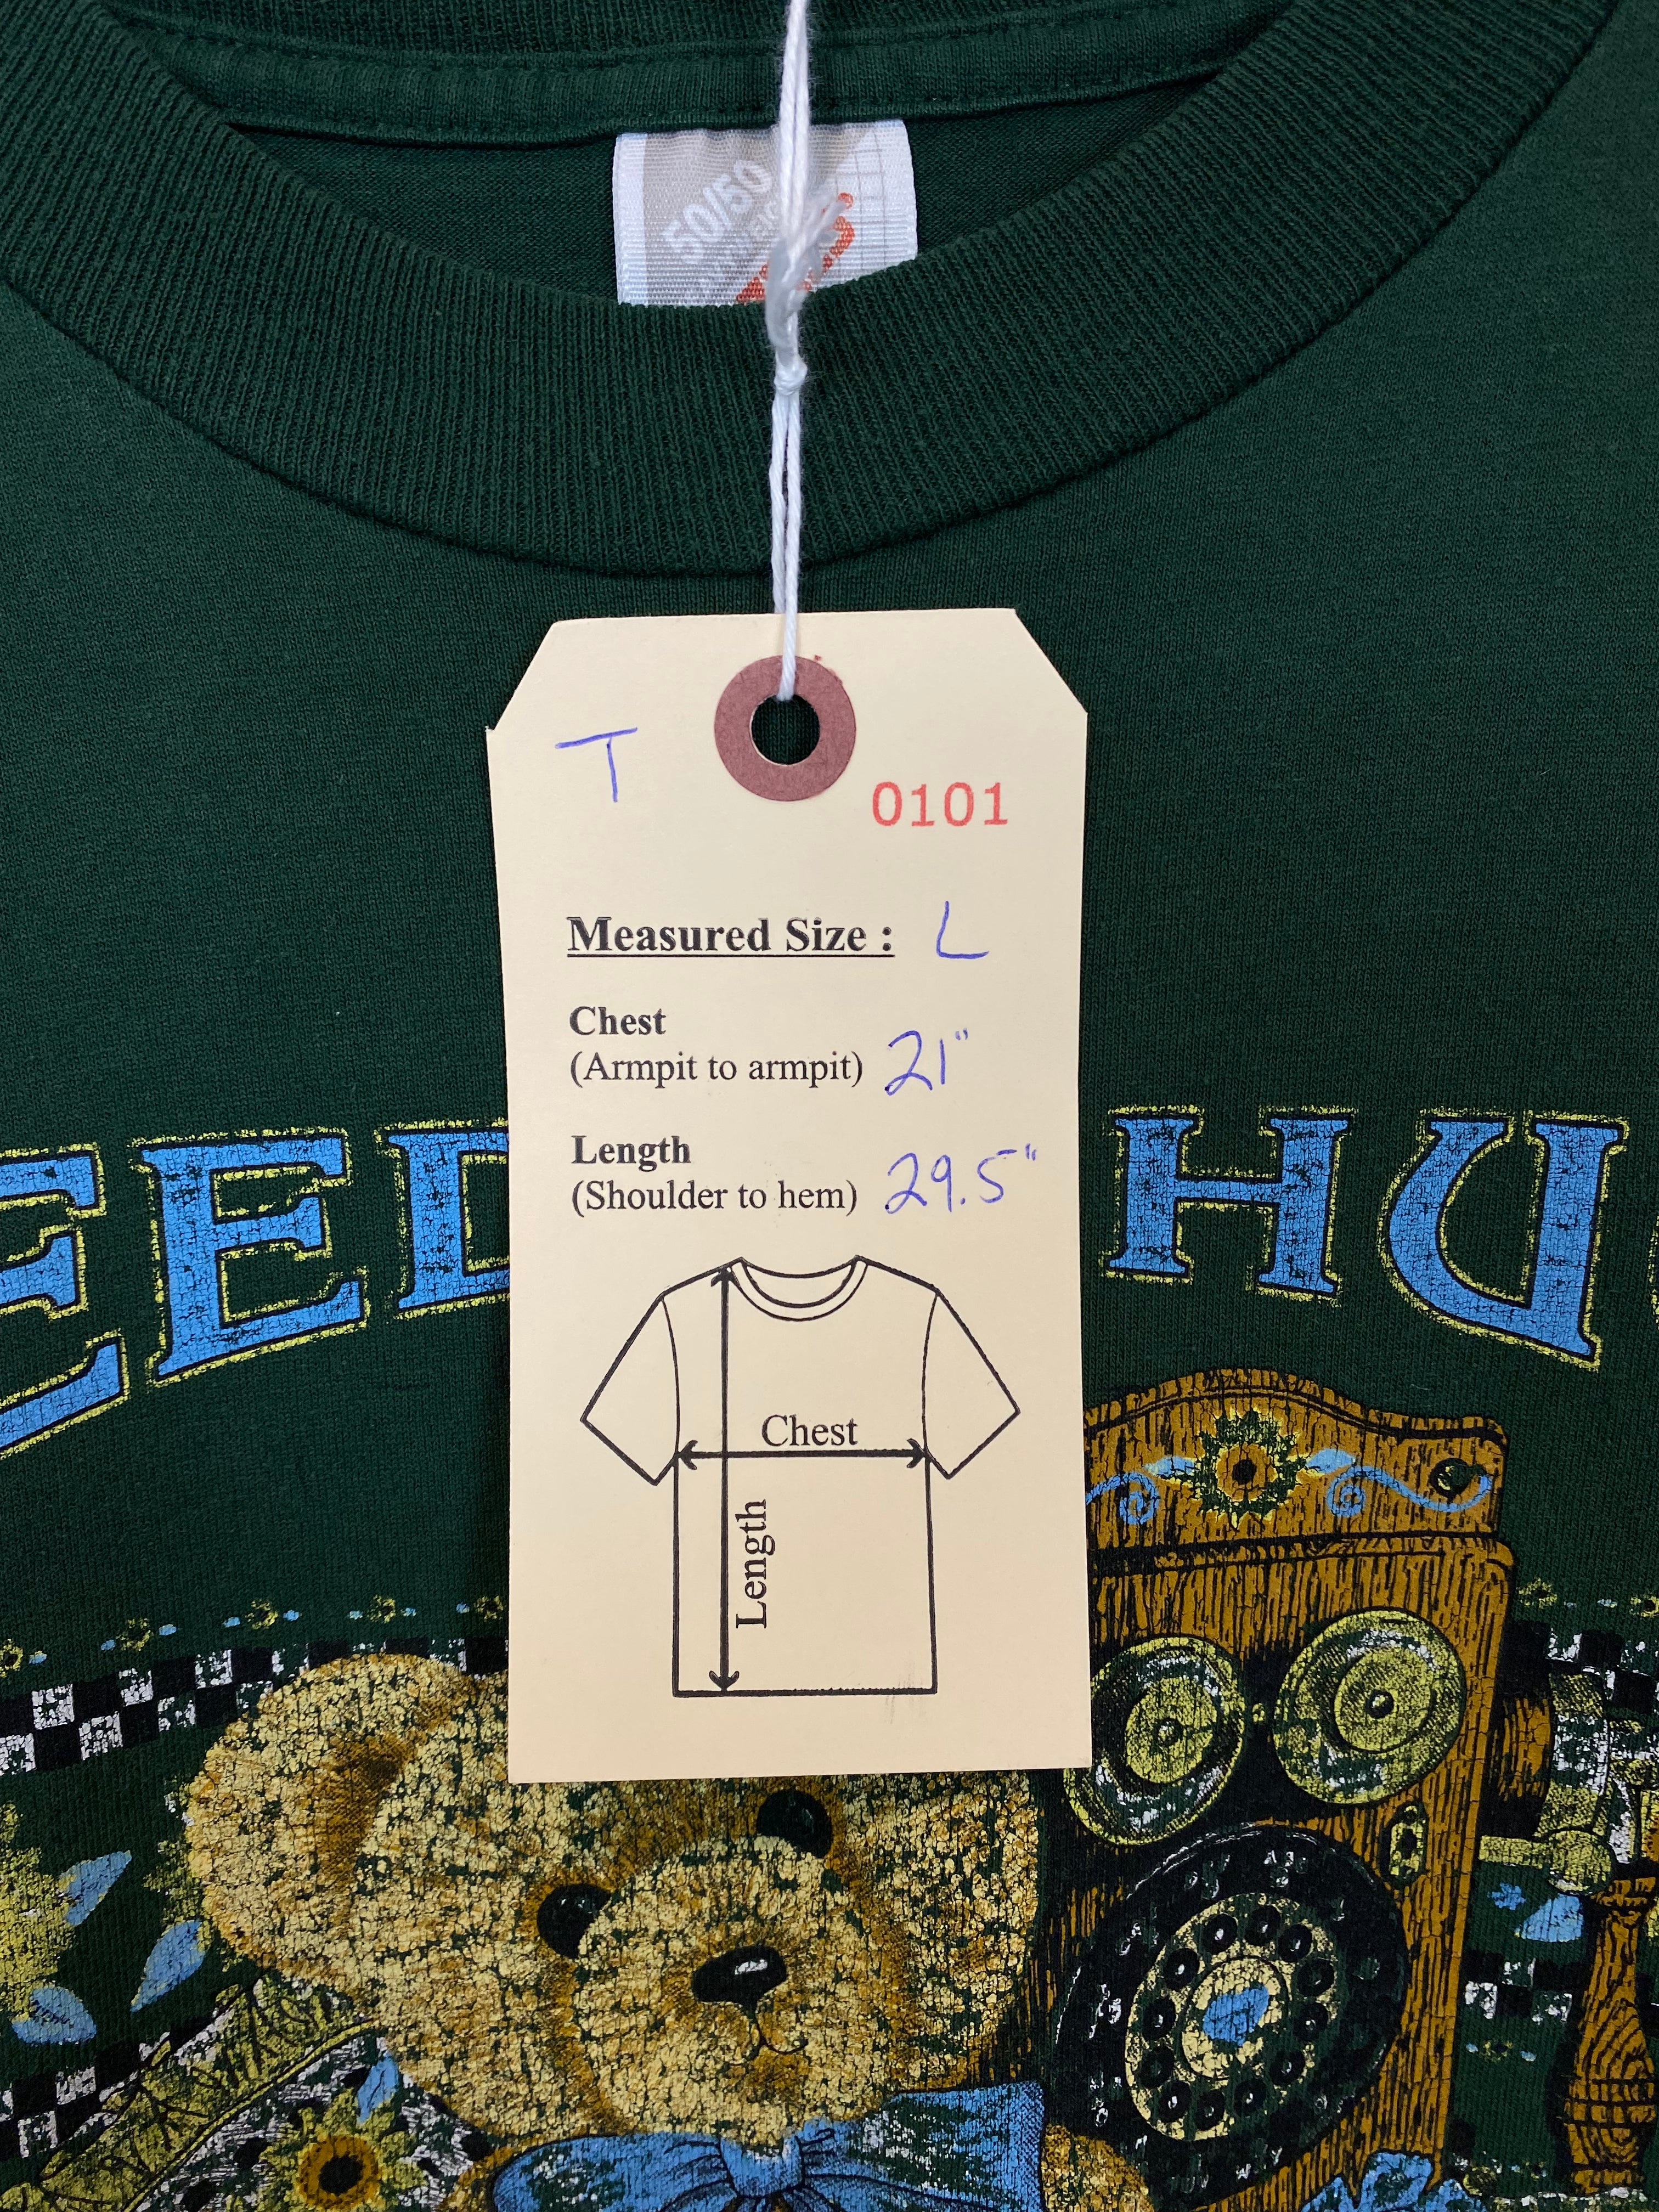 50/50
T
0101
Measured Size : L
Chest
(Armpit to armpit) 21"
Length
(Shoulder to hem) 29.5"
EED HU
Chest
Length